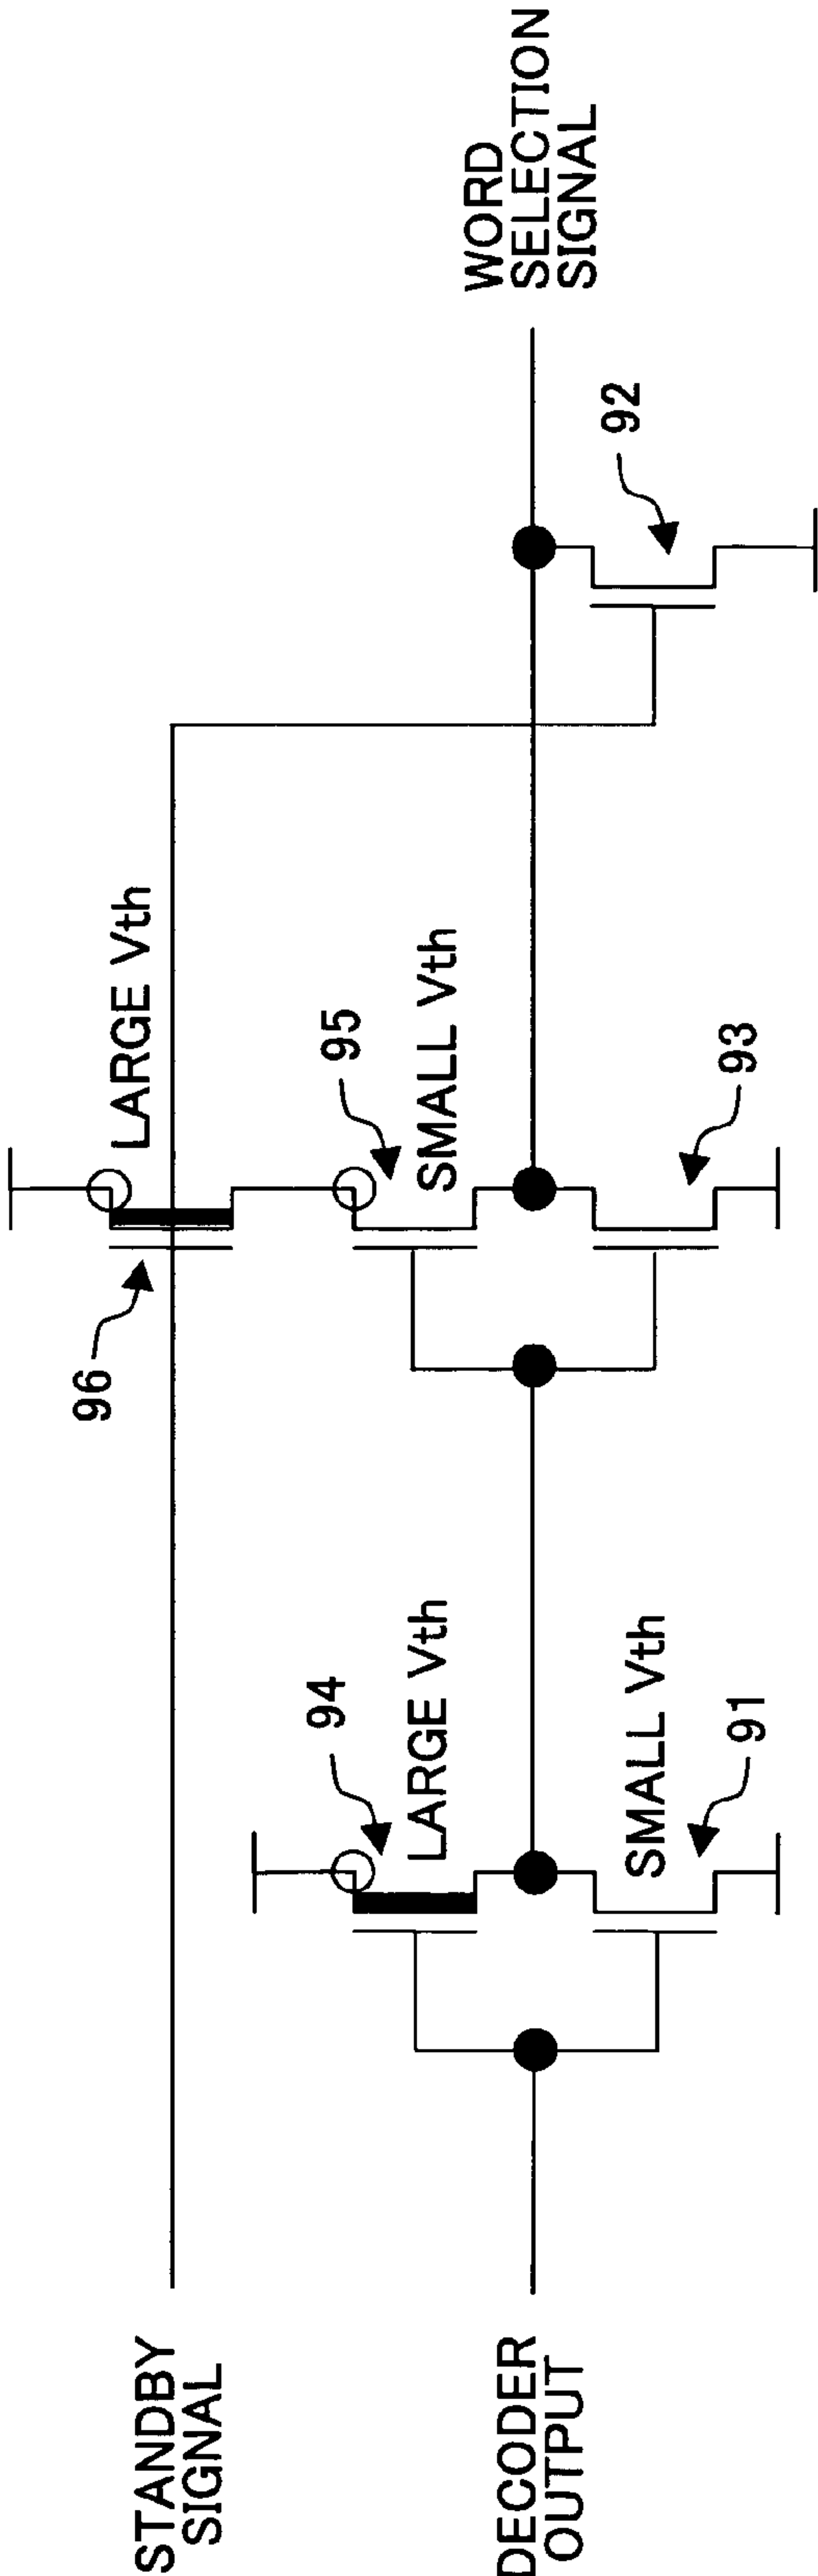 STANDBY
SIGNAL
DECODER
OUTPUT
94
LARGE Vth
SMALL Vth
91
96
LARGE Vth
95
SMALL Vth
93
92
WORD
SELECTION
SIGNAL